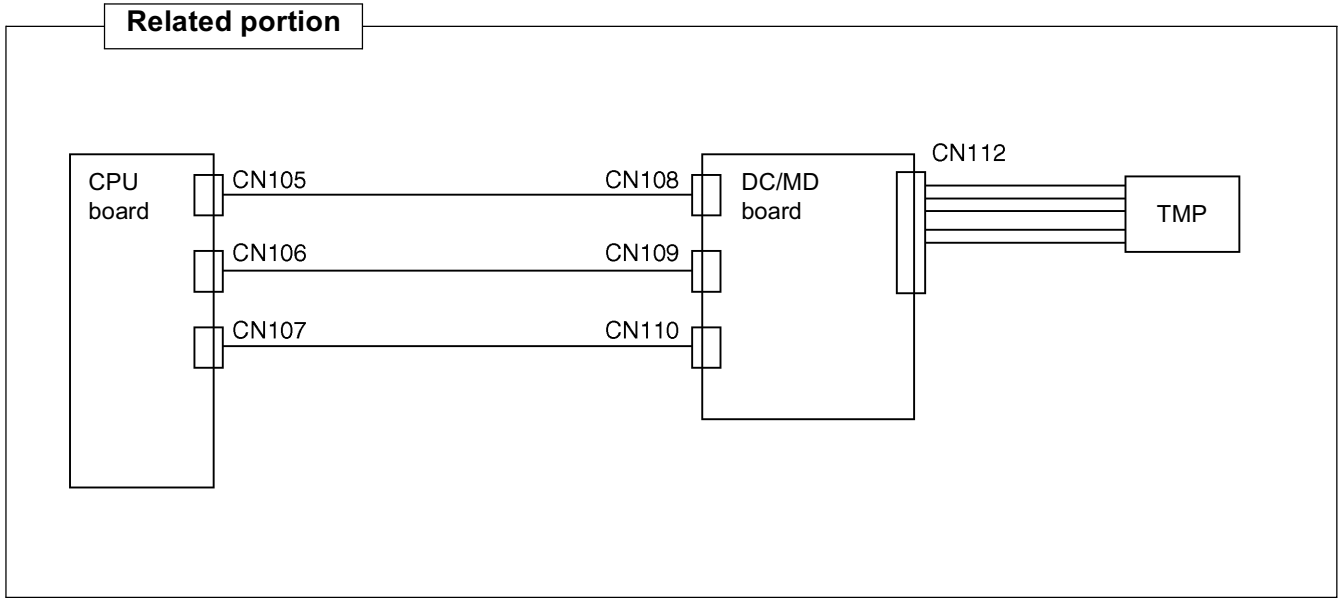 Related portion
CN112
CPU
board
CN105
CN108
DC/MD
board
TMP
CN106
CN109
CN107
CN110